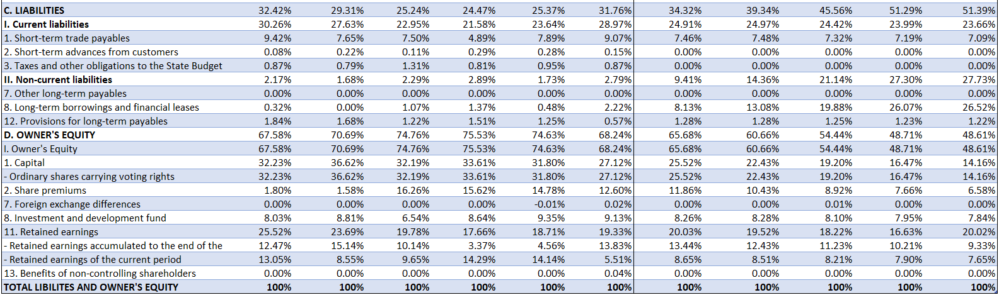 C. LIABILITIES 32.42% 29.31% 25.24% 24.47% 25.37% 31.76% 34.32% 39.34% 45.56% 51.29% 51.39%
I. Current liabilities 30.26% 27.63% 22.95% 21.58% 23.64% 28.97% 24.91% 24.97% 24.42% 23.99% 23.66%
1. Short-term trade payables 9.42% 7.65% 7.50% 4.89% 7.89% 9.07% 7.46% 7.48% 7.32% 7.19% 7.09%
2. Short-term advances from customers 0.08% 0.22% 0.11% 0.29% 0.28% 0.15% 0.00% 0.00% 0.00% 0.00% 0.00%
3. Taxes and other obligations to the State Budget 0.87% 0.79% 1.31% 0.81% 0.95% 0.87% 0.00% 0.00% 0.00% 0.00% 0.00%
II. Non-current liabilities 2.17% 1.68% 2.29% 2.89% 1.73% 2.79% 9.41% 14.36% 21.14% 27.30% 27.73%
7. Other long-term payables 0.00% 0.00% 0.00% 0.00% 0.00% 0.00% 0.00% 0.00% 0.00% 0.00% 0.00%
8. Long-term borrowings and financial leases 0.32% 0.00% 1.07% 1.37% 0.48% 2.22% 8.13% 13.08% 19.88% 26.07% 26.52%
12. Provisions for long-term payables 1.84% 1.68% 1.22% 1.51% 1.25% 0.57% 1.28% 1.28% 1.25% 1.23% 1.22%
D. OWNER'S EQUITY 67.58% 70.69% 74.76% 75.53% 74.63% 68.24% 65.68% 60.66% 54.44% 48.71% 48.61%
I. Owner's Equity 67.58% 70.69% 74.76% 75.53% 74.63% 68.24% 65.68% 60.66% 54.44% 48.71% 48.61%
1. Capital 32.23% 36.62% 32.19% 33.61% 31.80% 27.12% 25.52% 22.43% 19.20% 16.47% 14.16%
- Ordinary shares carrying voting rights 32.23% 36.62% 32.19% 33.61% 31.80% 27.12% 25.52% 22.43% 19.20% 16.47% 14.16%
2. Share premiums 1.80% 1.58% 16.26% 15.62% 14.78% 12.60% 11.86% 10.43% 8.92% 7.66% 6.58%
7. Foreign exchange differences 0.00% 0.00% 0.00% 0.00% -0.01% 0.02% 0.00% 0.00% 0.01% 0.00% 0.00%
8. Investment and development fund 8.03% 8.81% 6.54% 8.64% 9.35% 9.13% 8.26% 8.28% 8.10% 7.95% 7.84%
11. Retained earnings 25.52% 23.69% 19.78% 17.66% 18.71% 19.33% 20.03% 19.52% 18.22% 16.63% 20.02%
- Retained earnings accumulated to the end of the 12.47% 15.14% 10.14% 3.37% 4.56% 13.83% 13.44% 12.43% 11.23% 10.21% 9.33%
- Retained earnings of the current period 13.05% 8.55% 9.65% 14.29% 14.14% 5.51% 8.65% 8.51% 8.21% 7.90% 7.65%
13. Benefits of non-controlling shareholders 0.00% 0.00% 0.00% 0.00% 0.00% 0.04% 0.00% 0.00% 0.00% 0.00% 0.00%
TOTAL LIBILITES AND OWNER'S EQUITY 100% 100% 100% 100% 100% 100% 100% 100% 100% 100% 100%